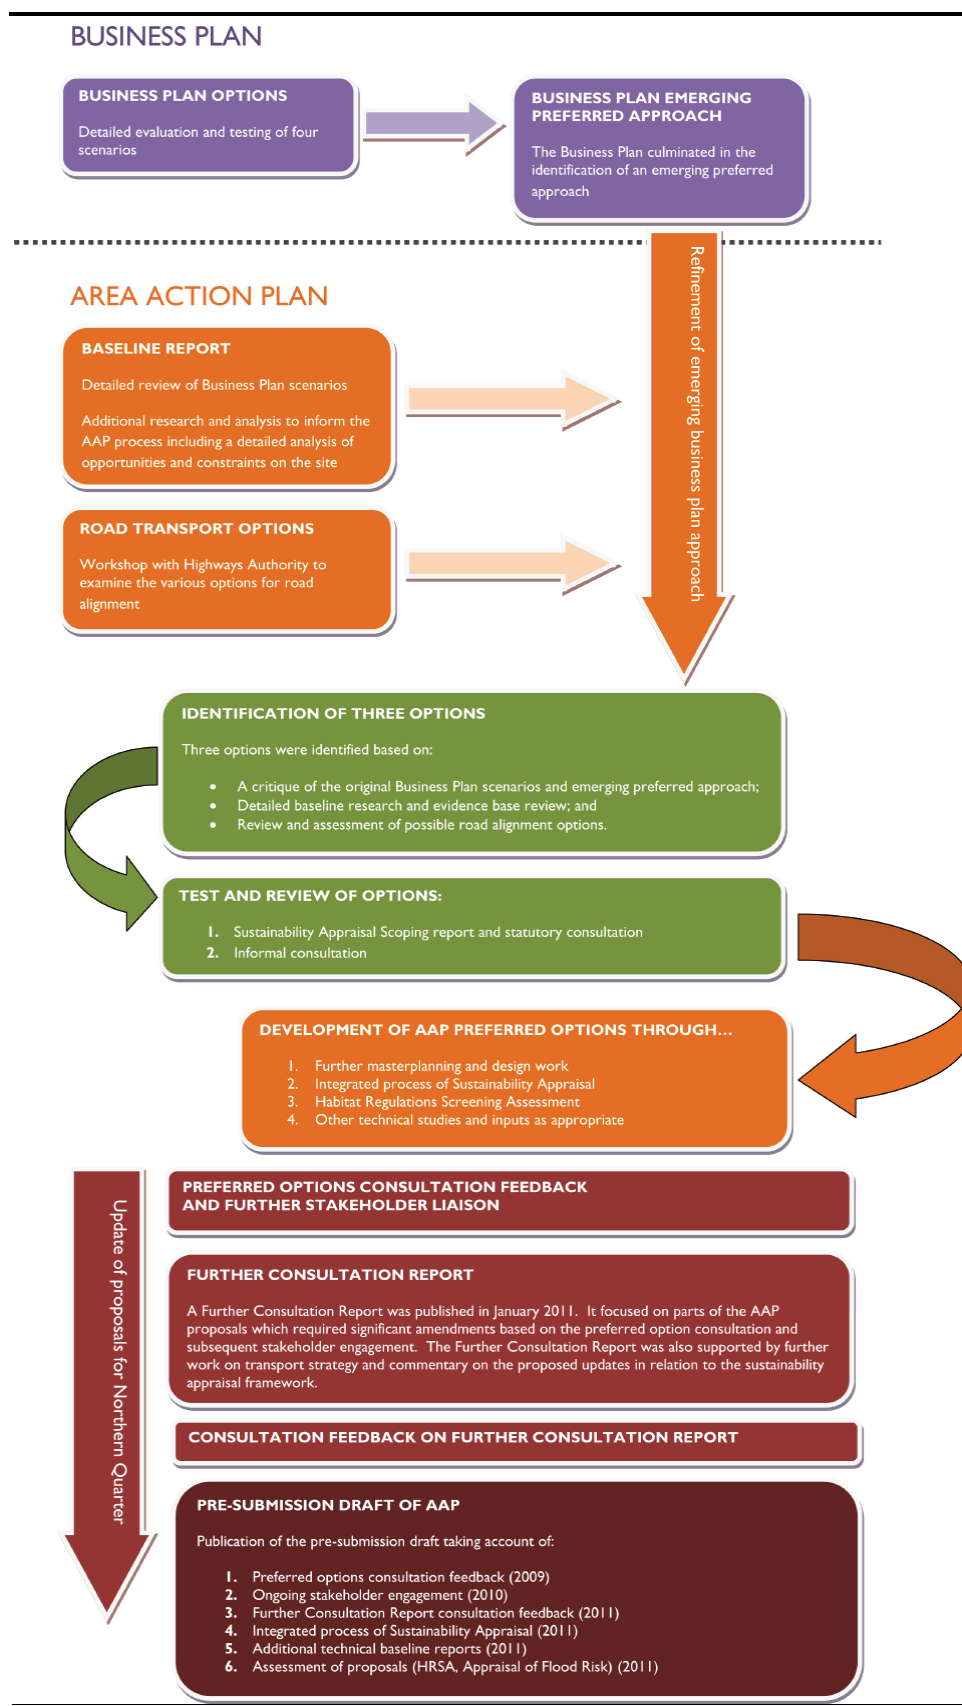 BUSINESS PLAN
BUSINESS PLAN OPTIONS
Detailed evaluation and testing of four
scenarios
BUSINESS PLAN EMERGING
PREFERRED APPROACH
The Business Plan culminated in the
identification of an emerging preferred
approach
Refinement of emerging business plan approach
AREA ACTION PLAN
BASELINE REPORT
Detailed review of Business Plan scenarios
Additional research and analysis to inform the
AAP process including a detailed analysis of
opportunities and constraints on the site
ROAD TRANSPORT OPTIONS
Workshop with Highways Authority to
examine the various options for road
alignment
IDENTIFICATION OF THREE OPTIONS
Three options were identified based on:
• A critique of the original Business Plan scenarios and emerging preferred approach;
• Detailed baseline research and evidence base review; and
• Review and assessment of possible road alignment options.
TEST AND REVIEW OF OPTIONS:
1. Sustainability Appraisal Scoping report and statutory consultation
2. Informal consultation
DEVELOPMENT OF AAP PREFERRED OPTIONS THROUGH...
1. Further masterplanning and design work
2. Integrated process of Sustainability Appraisal
3. Habitat Regulations Screening Assessment
4. Other technical studies and inputs as appropriate
Update of proposals for Northern Quarter
PREFERRED OPTIONS CONSULTATION FEEDBACK
AND FURTHER STAKEHOLDER LIAISON
FURTHER CONSULTATION REPORT
A Further Consultation Report was published in January 2011. It focused on parts of the AAP
proposals which required significant amendments based on the preferred option consultation and
subsequent stakeholder engagement. The Further Consultation Report was also supported by further
work on transport strategy and commentary on the proposed updates in relation to the sustainability
appraisal framework.
CONSULTATION FEEDBACK ON FURTHER CONSULTATION REPORT
PRE-SUBMISSION DRAFT OF AAP
Publication of the pre-submission draft taking account of:
1. Preferred options consultation feedback (2009)
2. Ongoing stakeholder engagement (2010)
3. Further Consultation Report consultation feedback (2011)
4. Integrated process of Sustainability Appraisal (2011)
5. Additional technical baseline reports (2011)
6. Assessment of proposals (HRSA, Appraisal of Flood Risk) (2011)